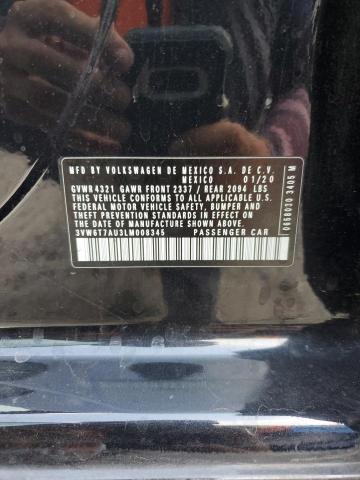 MFD BY VOLKSWAGEN DE MEXICO S.A. DE C.V.
MEXICO 01/20
GVWR 4321 GAWR FRONT 2337 / REAR 2094 LBS
THIS VEHICLE CONFORMS TO ALL APPLICABLE U.S.
FEDERAL MOTOR VEHICLE SAFETY, BUMPER AND
THEFT PREVENTION STANDARDS IN EFFECT
ON THE DATE OF MANUFACTURE SHOWN ABOVE.
3VW6T7AU3LM008345 PASSENGER CAR
0658030 3405 M